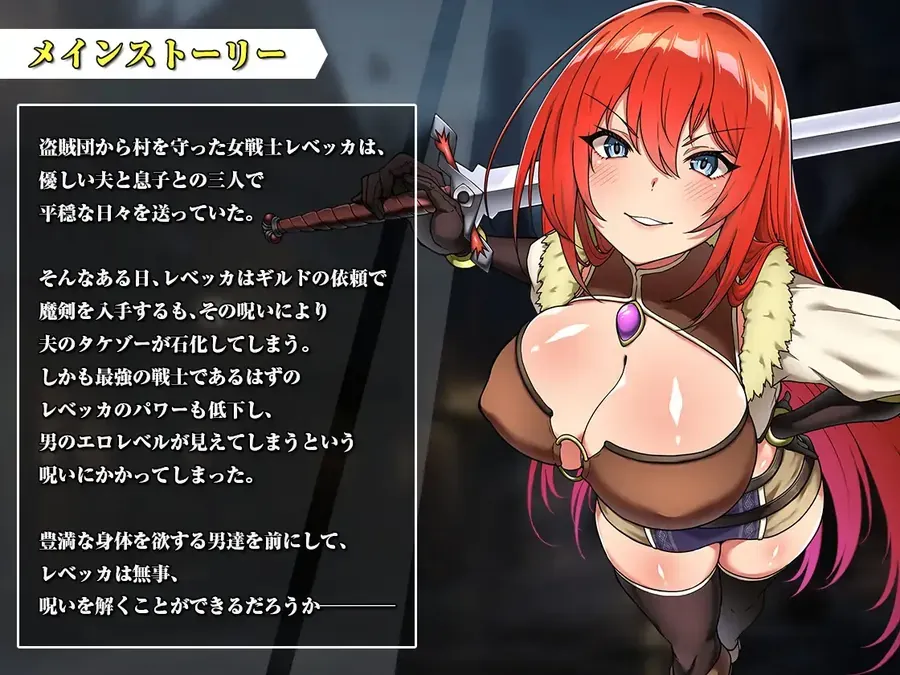 メインストーリー
盗賊団から村を守った女戦士レベッカは、
優しい夫と息子との三人で
平穏な日々を送っていた。
そんなある日、レベッカはギルドの依頼で
魔剣を入手するも、その呪いにより
夫のタケゾーが石化してしまう。
しかも最強の戦士であるはずの
レベッカのパワーも低下し、
男のエロレベルが見えてしまうという
呪いにかかってしまった。
豊満な身体を欲する男達を前にして、
レベッカは無事、
呪いを解くことができるだろうか――――